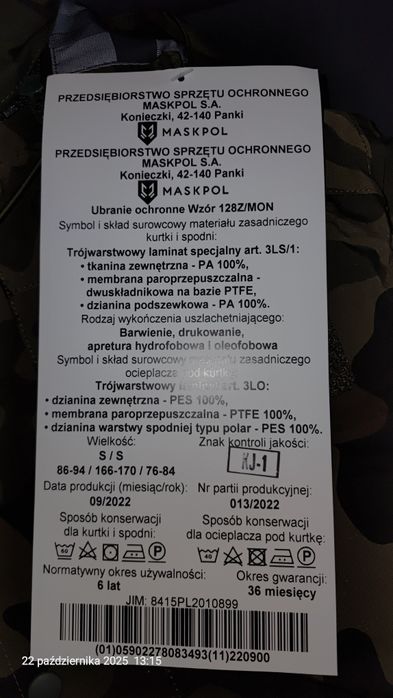 PRZEDSIĘBIORSTWO SPRZĘTU OCHRONNEGO
MASKPOL S.A.
Konieczki, 42-140 Panki
MASKPOL
PRZEDSIĘBIORSTWO SPRZĘTU OCHRONNEGO
MASKPOL S.A.
Konieczki, 42-140 Panki
MASKPOL
Ubranie ochronne Wzór 128Z/MON
Symbol i skład surowcowy materiału zasadniczego
kurtki i spodni:
Trójwarstwowy laminat specjalny art. 3LS/1:
• tkanina zewnętrzna - PA 100%,
• membrana paroprzepuszczalna -
dwuskładnikowa na bazie PTFE,
• dzianina podszewkowa - PA 100%.
Rodzaj wykończenia uszlachetniającego:
Barwienie, drukowanie,
apretura hydrofobowa i oleofobowa
Symbol i skład surowcowy materiału zasadniczego
ocieplacza pod kurtkę:
Trójwarstwowy laminat art. 3LO:
• dzianina zewnętrzna - PES 100%,
• membrana paroprzepuszczalna - PTFE 100%,
• dzianina warstwy spodniej typu polar - PES 100%.
Wielkość: Znak kontroli jakości:
S / S KJ-1
86-94 / 166-170 / 76-84
Data produkcji (miesiąc/rok): Nr partii produkcyjnej:
09/2022 013/2022
Sposób konserwacji Sposób konserwacji
dla kurtki i spodni: dla ocieplacza pod kurtkę:
60 P 40 P
Normatywny okres używalności: Okres gwarancji:
6 lat 36 miesięcy
JIM: 8415PL2010899
(01)05902278083493(11)220900
22 października 2025 13:15